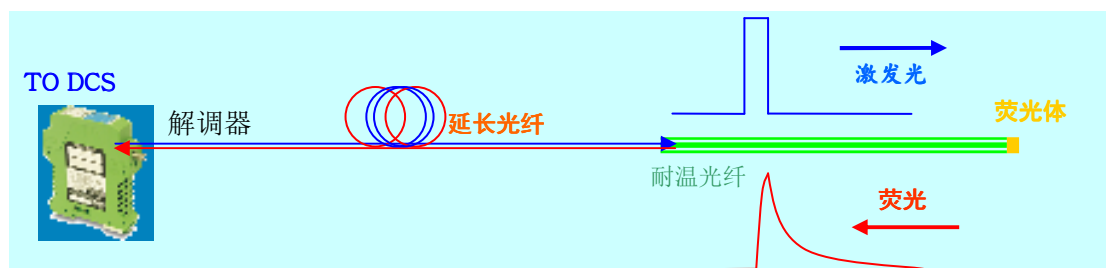 TO DCS
解调器
延长光纤
激发光
荧光体
耐温光纤
荧光